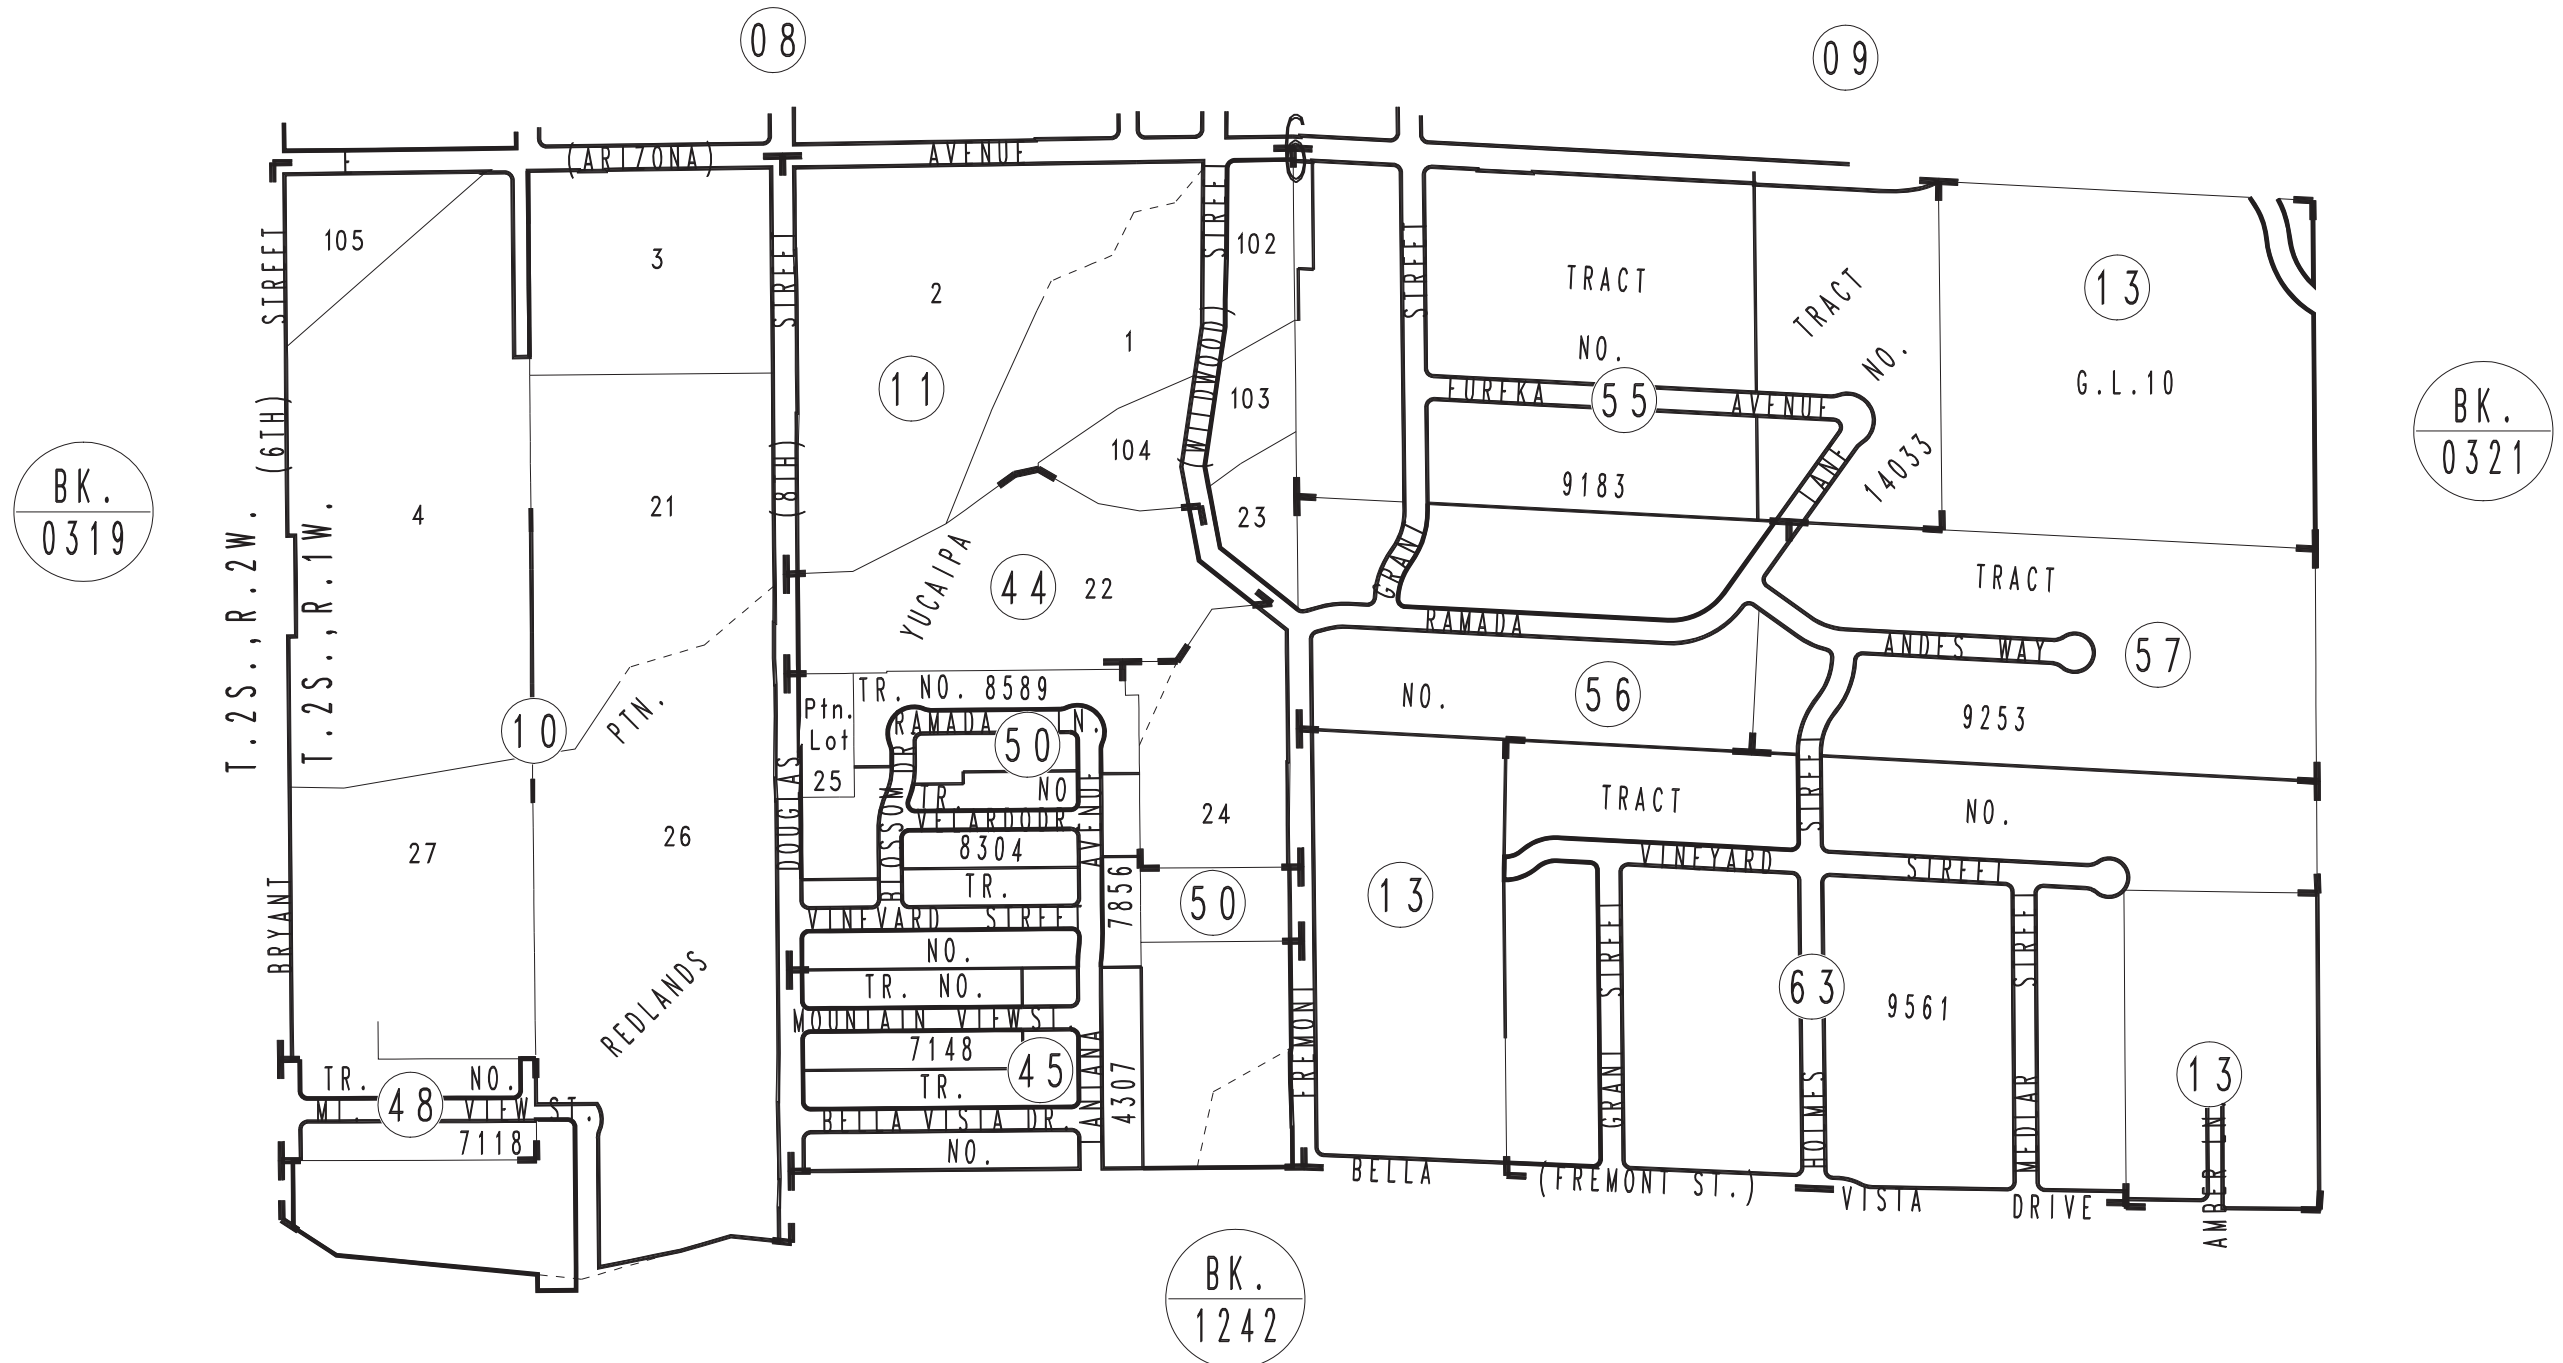 08
09
E
(ARIZONA)
AVENUE
105
3
2
1
102
103
104
23
STREET
(6TH)
BRYANT
T.2S.,R.2W.
T.2S.,R.1W.
BK.
0319
4
21
11
STREET
(8TH)
DOUGLAS
STREET
(WILDWOOD)
FREMONT
STREET
GRANT
TRACT
NO.
9183
TRACT
NO.
14033
EUREKA
55
AVENUE
LANE
RAMADA
13
G.L.10
BK.
0321
YUCAIPA
44
22
PTN.
REDLANDS
10
27
26
TR. NO. 8589
Ptn.
Lot
25
RAMADA LN.
50
TR. NO
BLOSSOM DR.
VELARDO DR.
8304
TR.
VINEYARD STREET
NO.
TR. NO.
MOUNTAIN VIEW ST.
7148
45
TR.
BELLA VISTA DR.
NO.
AVENUE
7856
4307
24
50
TRACT
NO.
56
9253
57
ANDES WAY
TRACT
NO.
13
VINEYARD
STREET
STREET
HOLMES
GRANT STREET
63
9561
STREET
13
AMBER LN
TR. NO.
MT. 48 VIEW ST.
7118
BELLA
(FREMONT ST.)
VISTA
DRIVE
BK.
1242